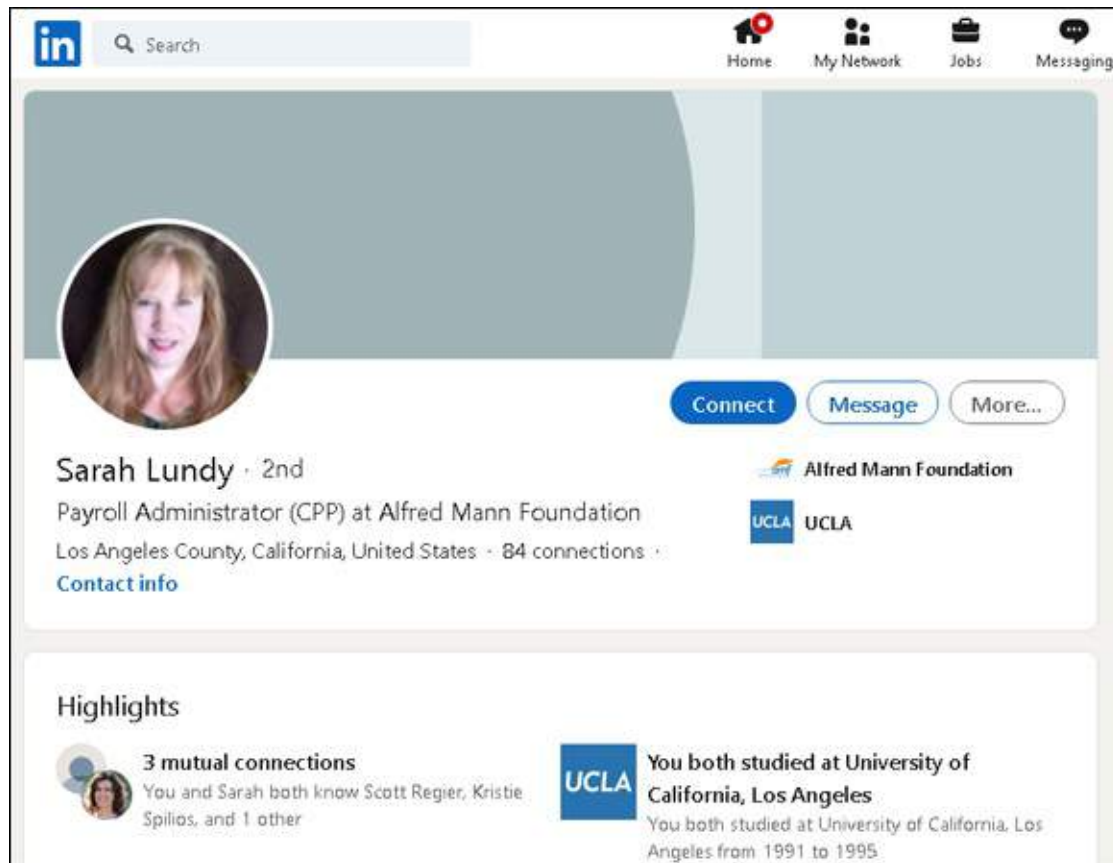 in
Search
Home
My Network
Jobs
Messaging
Connect
Message
More...
Sarah Lundy · 2nd
Payroll Administrator (CPP) at Alfred Mann Foundation
Los Angeles County, California, United States · 84 connections ·
Contact info
Alfred Mann Foundation
UCLA UCLA
Highlights
3 mutual connections
You and Sarah both know Scott Regier, Kristie
Spilios, and 1 other
UCLA
You both studied at University of
California, Los Angeles
You both studied at University of California, Los
Angeles from 1991 to 1995